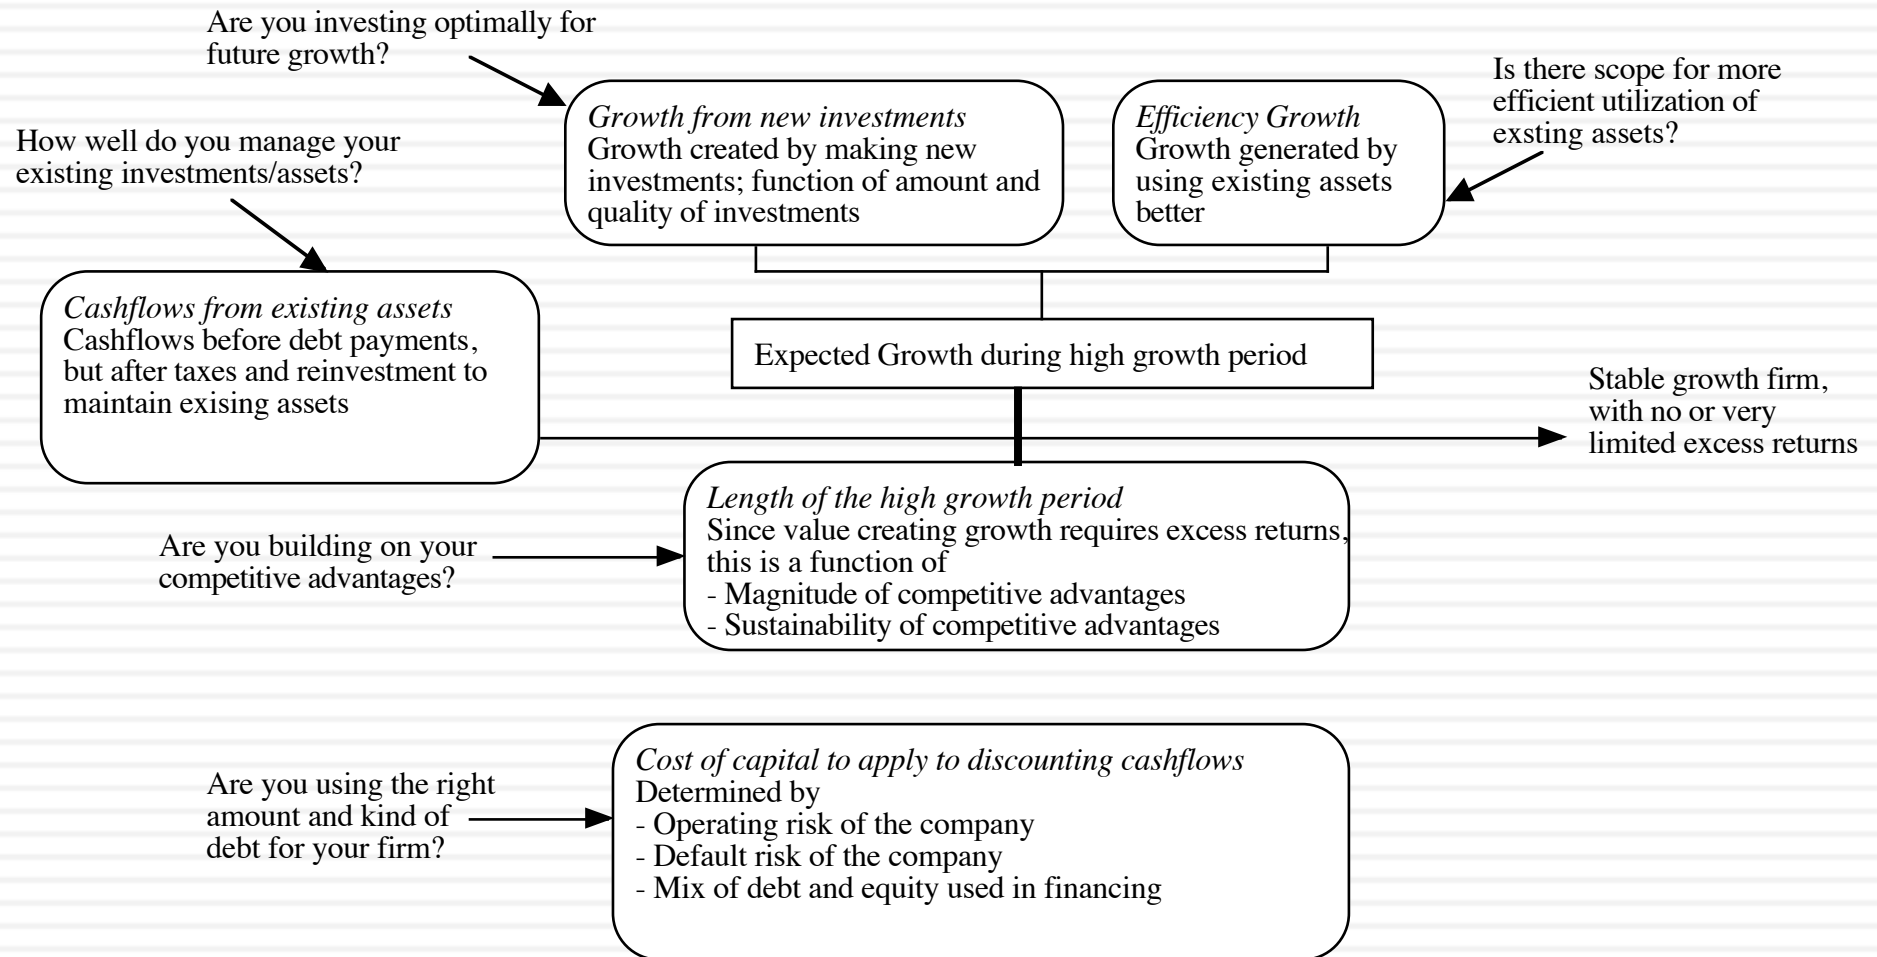 Are you investing optimally for
future growth?
Is there scope for more
efficient utilization of
exsting assets?
Growth from new investments
Growth created by making new
investments; function of amount and
quality of investments
Efficiency Growth
Growth generated by
using existing assets
better
How well do you manage your
existing investments/assets?
Cashflows from existing assets
Cashflows before debt payments,
but after taxes and reinvestment to
maintain exising assets
Expected Growth during high growth period
Stable growth firm,
with no or very
limited excess returns
Length of the high growth period
Since value creating growth requires excess returns,
this is a function of
- Magnitude of competitive advantages
- Sustainability of competitive advantages
Are you building on your
competitive advantages?
Cost of capital to apply to discounting cashflows
Determined by
- Operating risk of the company
- Default risk of the company
- Mix of debt and equity used in financing
Are you using the right
amount and kind of
debt for your firm?